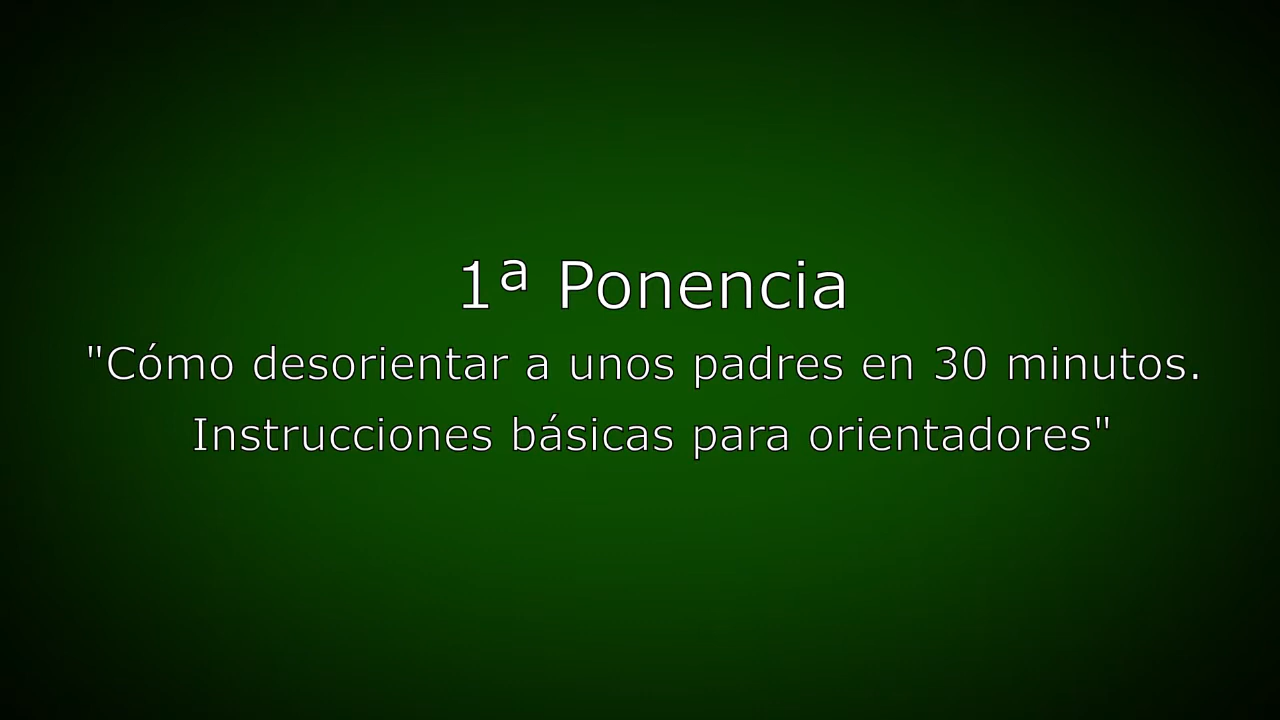 1ª Ponencia
"Cómo desorientar a unos padres en 30 minutos.
Instrucciones básicas para orientadores"